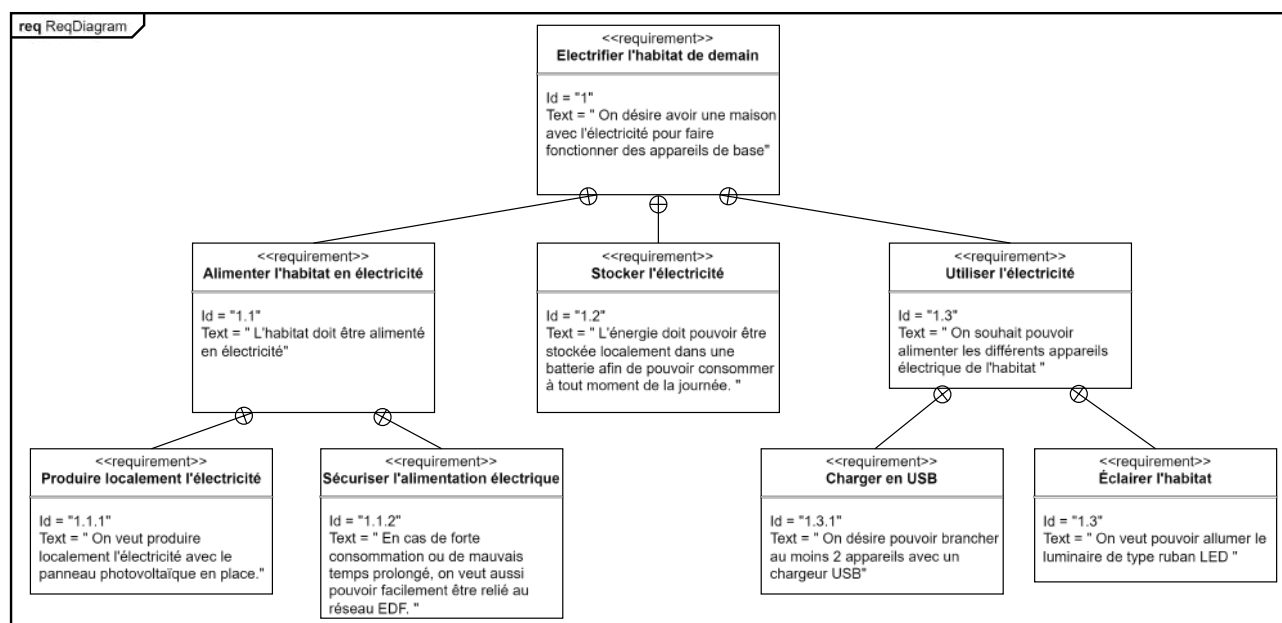 req ReqDiagram
<<requirement>>
Electrifier l'habitat de demain
Id = "1"
Text = " On désire avoir une maison
avec l'électricité pour faire
fonctionner des appareils de base"
<<requirement>>
Alimenter l'habitat en électricité
Id = "1.1"
Text = " L'habitat doit être alimenté
en électricité"
<<requirement>>
Stocker l'électricité
Id = "1.2"
Text = " L'énergie doit pouvoir être
stockée localement dans une
batterie afin de pouvoir consommer
à tout moment de la journée. "
<<requirement>>
Utiliser l'électricité
Id = "1.3"
Text = " On souhait pouvoir
alimenter les différents appareils
électrique de l'habitat "
<<requirement>>
Produire localement l'électricité
Id = "1.1.1"
Text = " On veut produire
localement l'électricité avec le
panneau photovoltaïque en place."
<<requirement>>
Sécuriser l'alimentation électrique
Id = "1.1.2"
Text = " En cas de forte
consommation ou de mauvais
temps prolongé, on veut aussi
pouvoir facilement être relié au
réseau EDF. "
<<requirement>>
Charger en USB
Id = "1.3.1"
Text = " On désire pouvoir brancher
au moins 2 appareils avec un
chargeur USB"
<<requirement>>
Éclairer l'habitat
Id = "1.3"
Text = " On veut pouvoir allumer le
luminaire de type ruban LED "